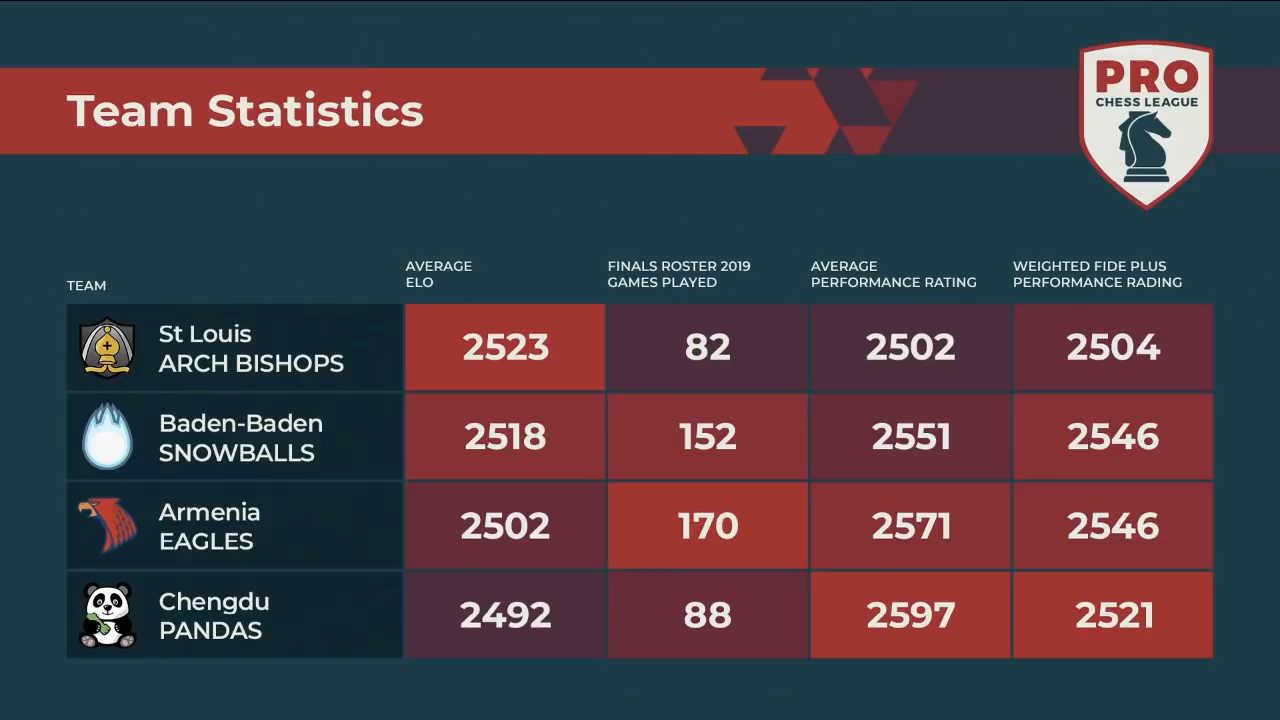 Team Statistics
PRO
CHESS LEAGUE
TEAM
AVERAGE
ELO
FINALS ROSTER 2019
GAMES PLAYED
AVERAGE
PERFORMANCE RATING
WEIGHTED FIDE PLUS
PERFORMANCE RADING
St Louis
ARCH BISHOPS
2523
82
2502
2504
Baden-Baden
SNOWBALLS
2518
152
2551
2546
Armenia
EAGLES
2502
170
2571
2546
Chengdu
PANDAS
2492
88
2597
2521